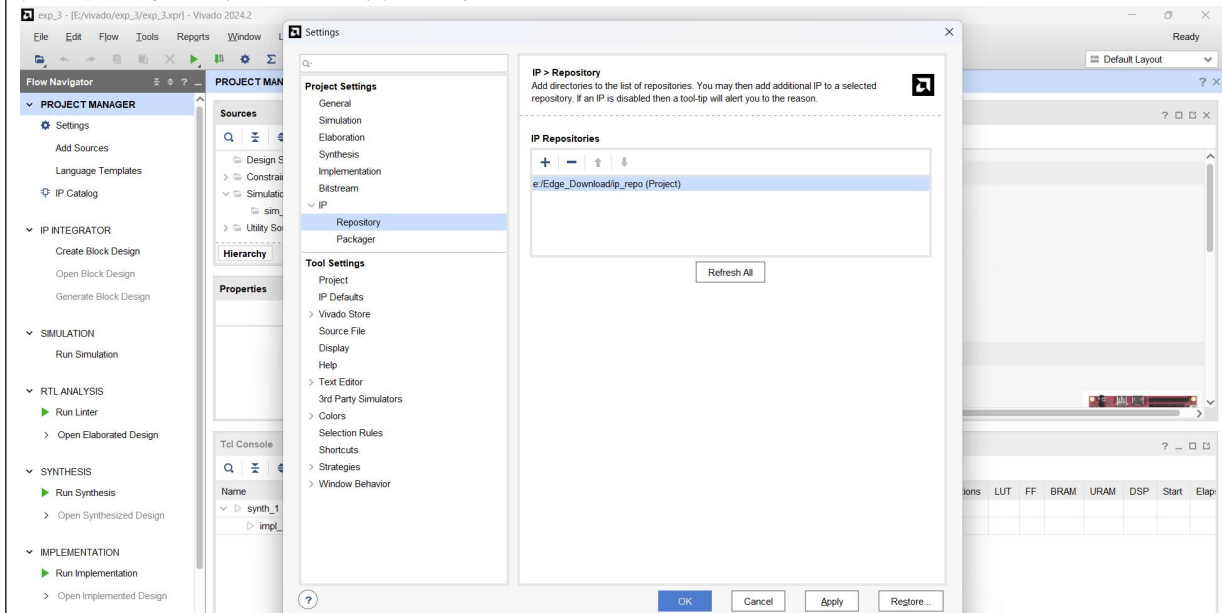 exp_3 - [E:/vivado/exp_3/exp_3.xpr] - Vivado 2024.2
File Edit Flow Tools Reports Window L
Ready
Default Layout
Flow Navigator
PROJECT MANAGER
Settings
Add Sources
Language Templates
IP Catalog
IP INTEGRATOR
Create Block Design
Open Block Design
Generate Block Design
SIMULATION
Run Simulation
RTL ANALYSIS
Run Linter
Open Elaborated Design
SYNTHESIS
Run Synthesis
Open Synthesized Design
IMPLEMENTATION
Run Implementation
Open Implemented Design
PROJECT MAN
Sources
Design S
Constrai
Simulatio
sim_
Utility So
Hierarchy
Properties
Tcl Console
Name
synth_1
impl_
Settings
Project Settings
General
Simulation
Elaboration
Synthesis
Implementation
Bitstream
IP
Repository
Packager
Tool Settings
Project
IP Defaults
Vivado Store
Source File
Display
Help
Text Editor
3rd Party Simulators
Colors
Selection Rules
Shortcuts
Strategies
Window Behavior
IP > Repository
Add directories to the list of repositories. You may then add additional IP to a selected
repository. If an IP is disabled then a tool-tip will alert you to the reason.
IP Repositories
e:/Edge_Download/ip_repo (Project)
Refresh All
OK Cancel Apply Restore...
ions LUT FF BRAM URAM DSP Start Elap